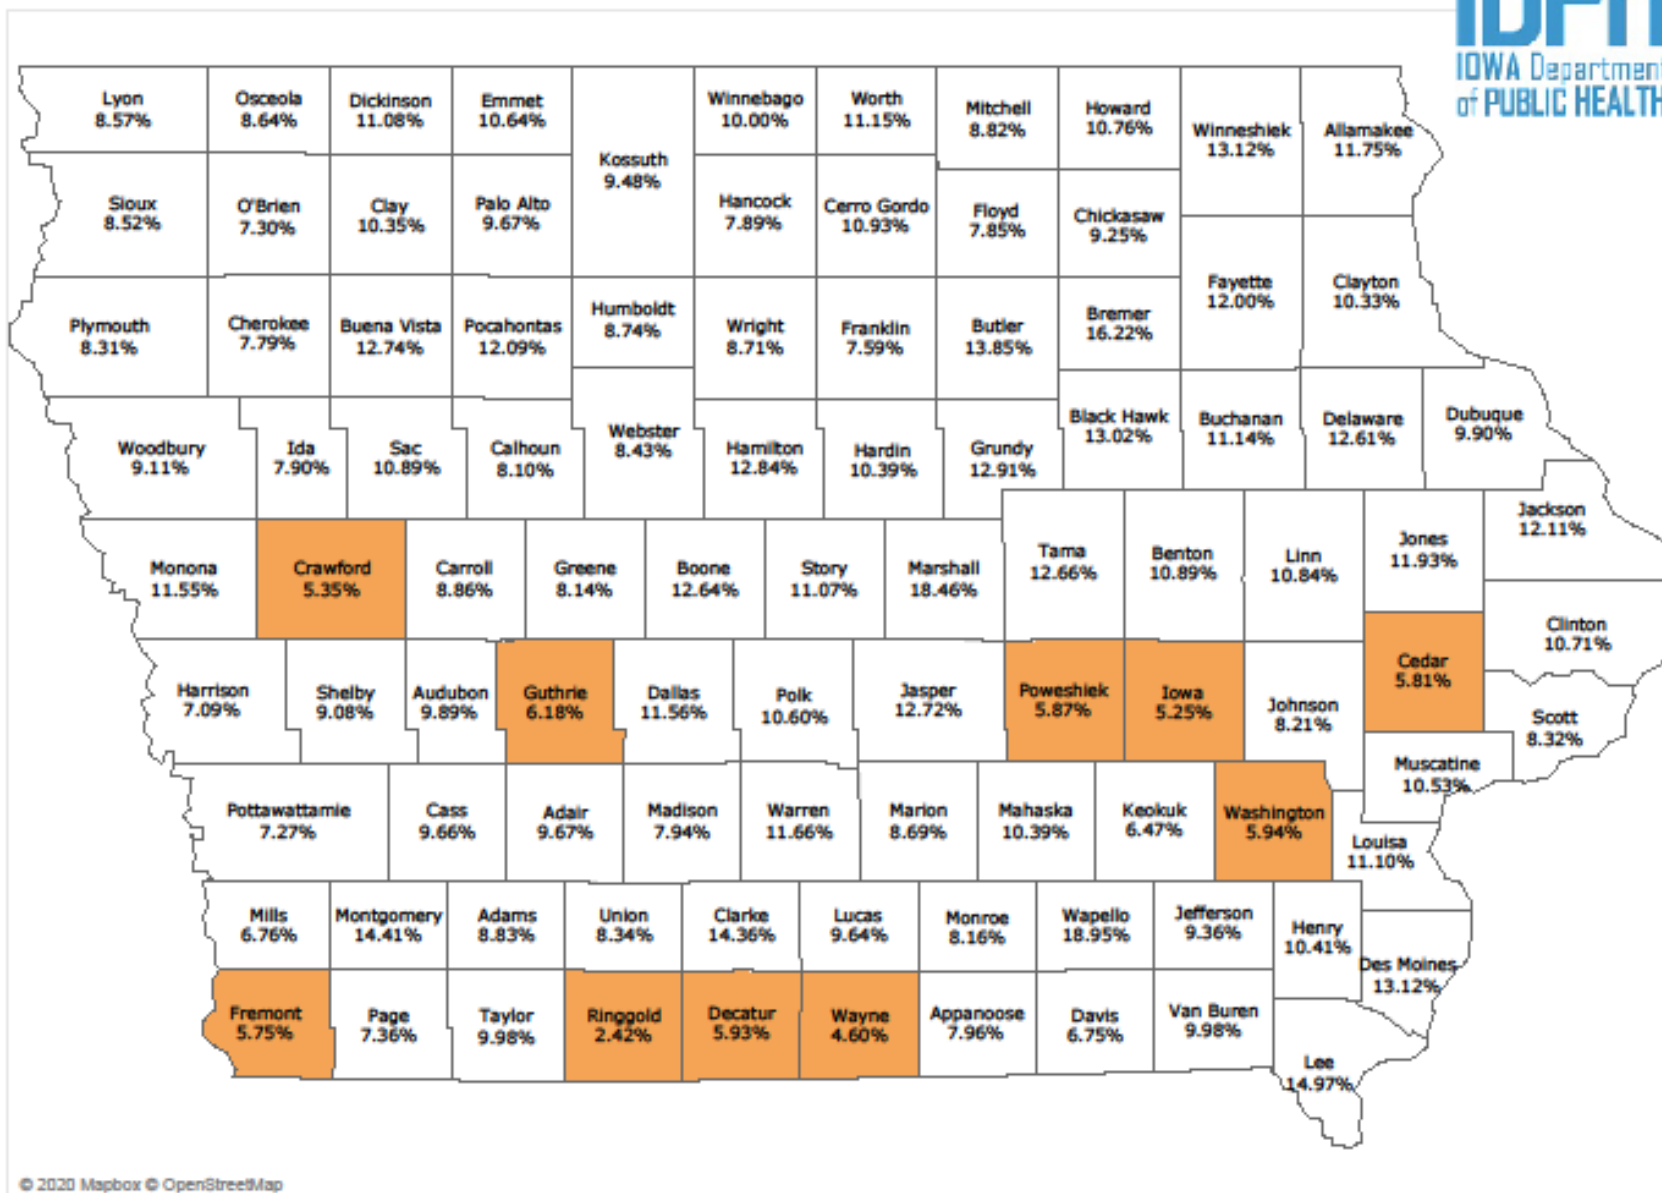 IDPH
IOWA Department
of PUBLIC HEALTH
Lyon
8.57%
Osceola
8.64%
Dickinson
11.08%
Emmet
10.64%
Kossuth
9.48%
Winnebago
10.00%
Worth
11.15%
Mitchell
8.82%
Howard
10.76%
Winneshiek
13.12%
Allamakee
11.75%
Sioux
8.52%
O'Brien
7.30%
Clay
10.35%
Palo Alto
9.67%
Hancock
7.89%
Cerro Gordo
10.93%
Floyd
7.85%
Chickasaw
9.25%
Fayette
12.00%
Clayton
10.33%
Plymouth
8.31%
Cherokee
7.79%
Buena Vista
12.74%
Pocahontas
12.09%
Humboldt
8.74%
Wright
8.71%
Franklin
7.59%
Butler
13.85%
Bremer
16.22%
Woodbury
9.11%
Ida
7.90%
Sac
10.89%
Calhoun
8.10%
Webster
8.43%
Hamilton
12.84%
Hardin
10.39%
Grundy
12.91%
Black Hawk
13.02%
Buchanan
11.14%
Delaware
12.61%
Dubuque
9.90%
Monona
11.55%
Crawford
5.35%
Carroll
8.86%
Greene
8.14%
Boone
12.64%
Story
11.07%
Marshall
18.46%
Tama
12.66%
Benton
10.89%
Linn
10.84%
Jones
11.93%
Jackson
12.11%
Clinton
10.71%
Harrison
7.09%
Shelby
9.08%
Audubon
9.89%
Guthrie
6.18%
Dallas
11.56%
Polk
10.60%
Jasper
12.72%
Poweshiek
5.87%
Iowa
5.25%
Johnson
8.21%
Cedar
5.81%
Scott
8.32%
Muscatine
10.53%
Pottawattamie
7.27%
Cass
9.66%
Adair
9.67%
Madison
7.94%
Warren
11.66%
Marion
8.69%
Mahaska
10.39%
Keokuk
6.47%
Washington
5.94%
Louisa
11.10%
Mills
6.76%
Montgomery
14.41%
Adams
8.83%
Union
8.34%
Clarke
14.36%
Lucas
9.64%
Monroe
8.16%
Wapello
18.95%
Jefferson
9.36%
Henry
10.41%
Des Moines
13.12%
Fremont
5.75%
Page
7.36%
Taylor
9.98%
Ringgold
2.42%
Decatur
5.93%
Wayne
4.60%
Appanoose
7.96%
Davis
6.75%
Van Buren
9.98%
Lee
14.97%
© 2020 Mapbox © OpenStreetMap